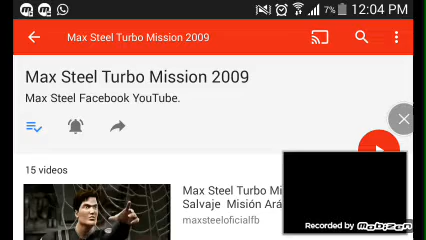 7% 12:04 PM
Max Steel Turbo Mission 2009
Max Steel Turbo Mission 2009
Max Steel Facebook YouTube.
15 videos
Max Steel Turbo Mi
Salvaje Misión Ará
maxsteeloficialfb
Recorded by Mobizen